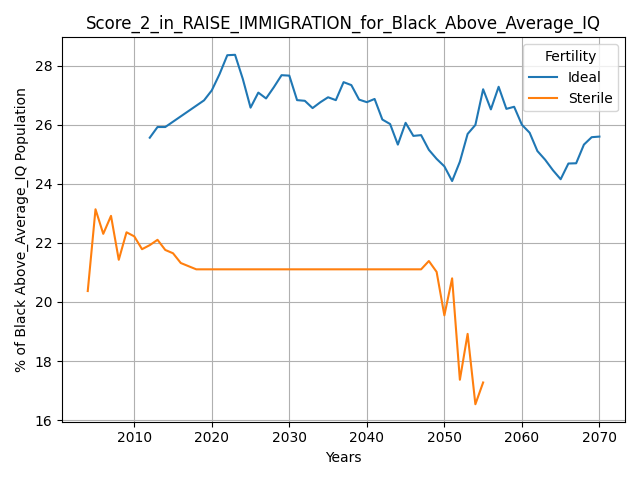 Score_2_in_RAISE_IMMIGRATION_for_Black_Above_Average_IQ
Fertility
Ideal
Sterile
% of Black Above_Average_IQ Population
28
26
24
22
20
18
16
2010
2020
2030
2040
2050
2060
2070
Years